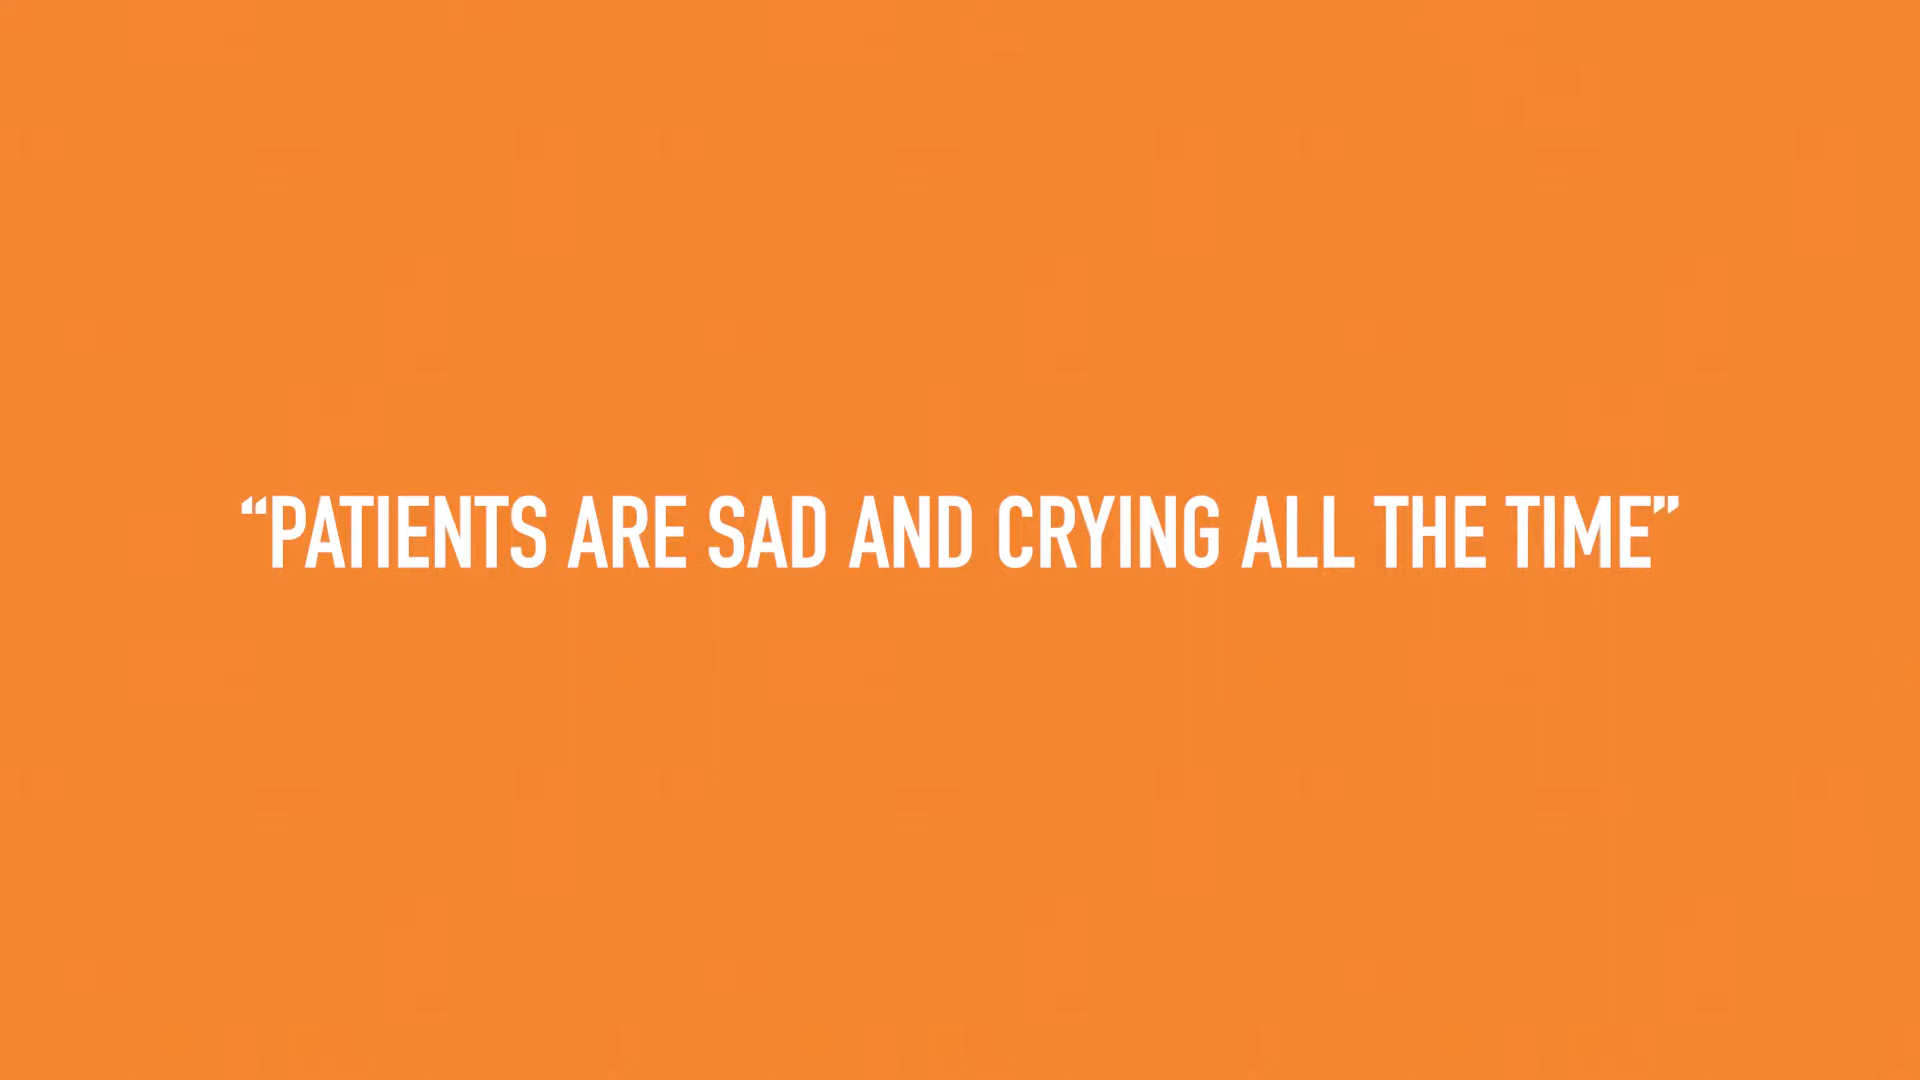 “PATIENTS ARE SAD AND CRYING ALL THE TIME”